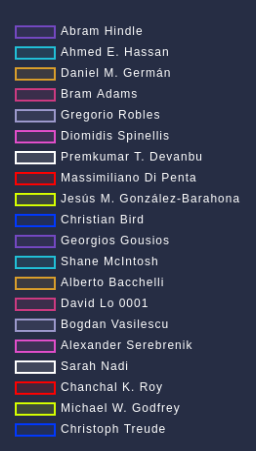 Abram Hindle
Ahmed E. Hassan
Daniel M. Germán
Bram Adams
Gregorio Robles
Diomidis Spinellis
Premkumar T. Devanbu
Massimiliano Di Penta
Jesús M. González-Barahona
Christian Bird
Georgios Gousios
Shane McIntosh
Alberto Bacchelli
David Lo 0001
Bogdan Vasilescu
Alexander Serebrenik
Sarah Nadi
Chanchal K. Roy
Michael W. Godfrey
Christoph Treude